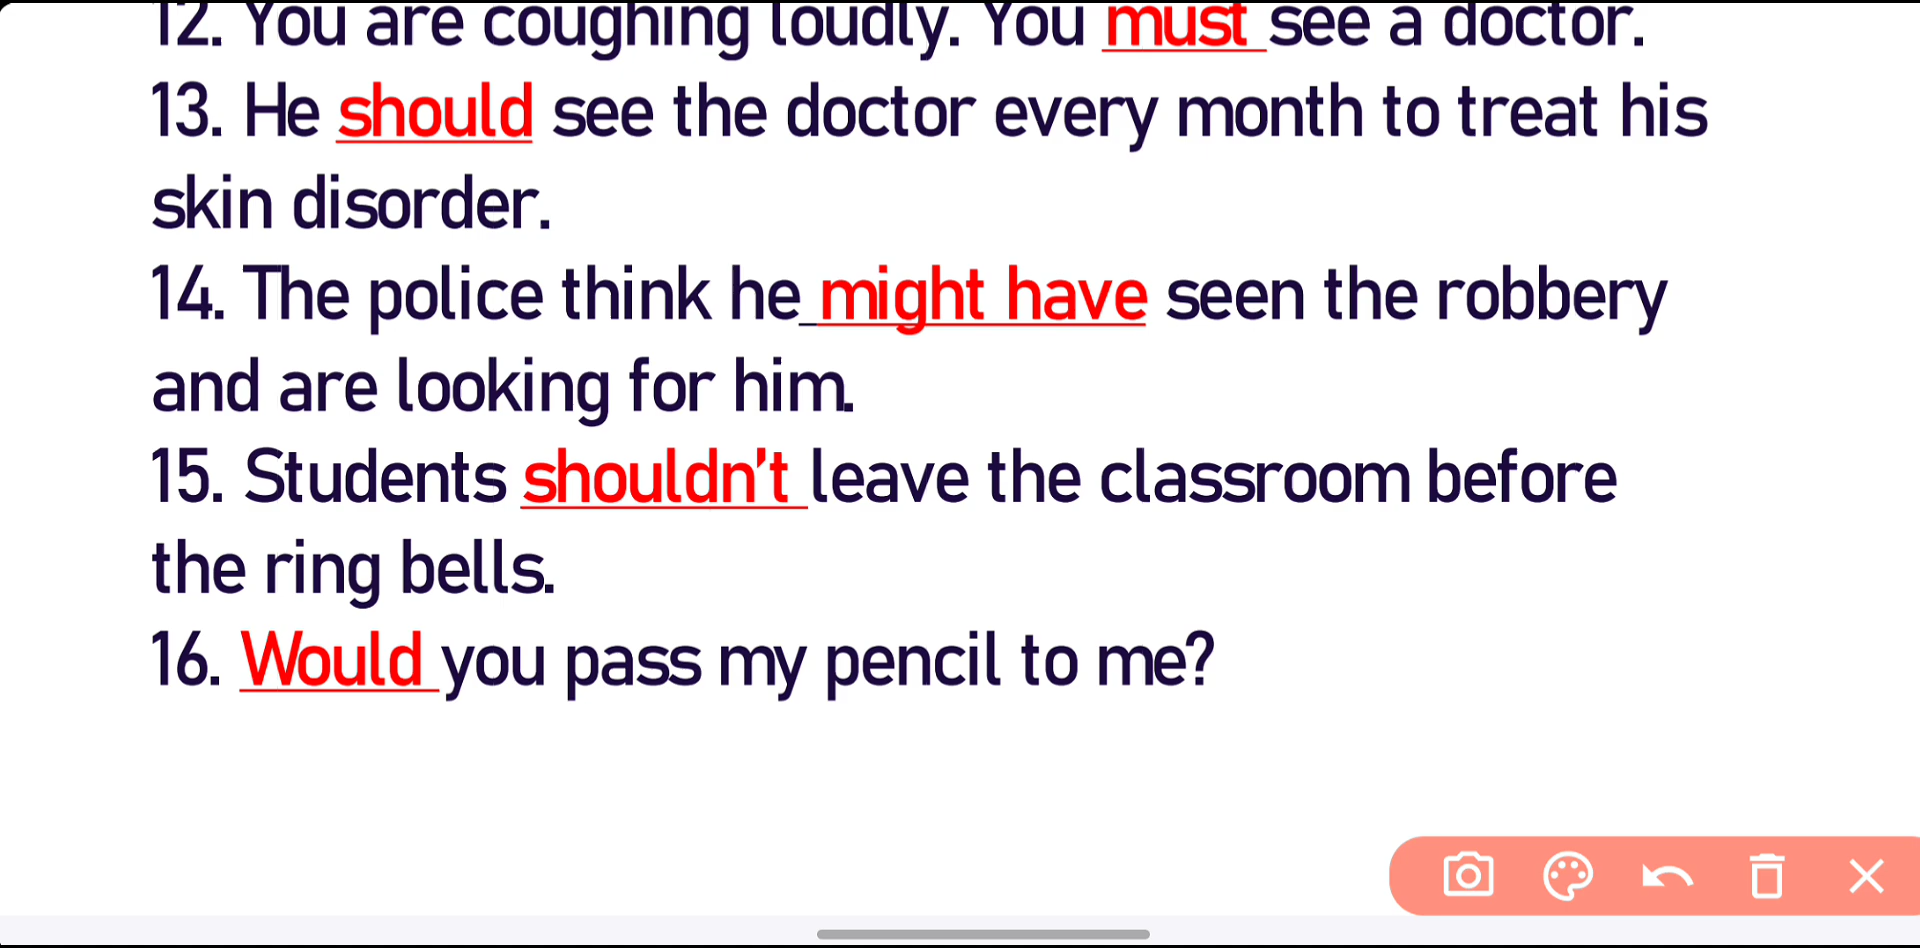 12. You are coughing loudly. You must see a doctor.
13. He should see the doctor every month to treat his
skin disorder.
14. The police think he might have seen the robbery
and are looking for him.
15. Students shouldn't leave the classroom before
the ring bells.
16. Would you pass my pencil to me?